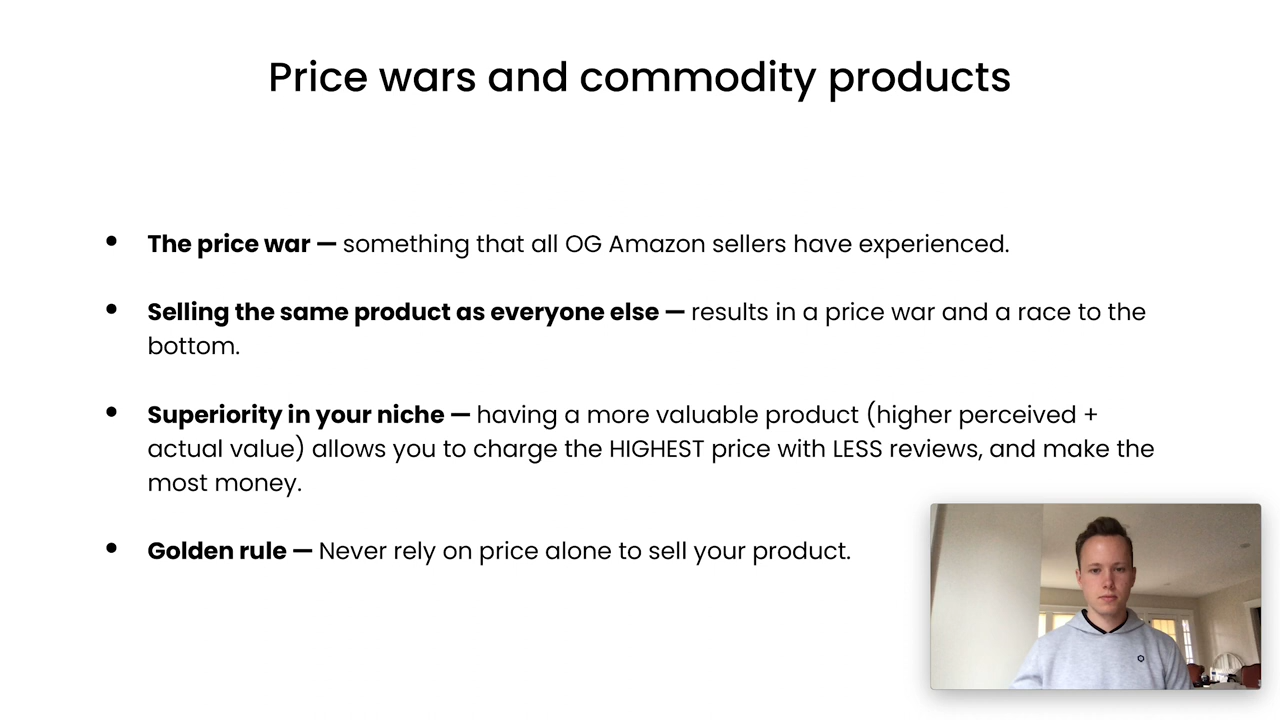 Price wars and commodity products
• The price war — something that all OG Amazon sellers have experienced.
• Selling the same product as everyone else — results in a price war and a race to the
bottom.
• Superiority in your niche — having a more valuable product (higher perceived +
actual value) allows you to charge the HIGHEST price with LESS reviews, and make the
most money.
• Golden rule — Never rely on price alone to sell your product.